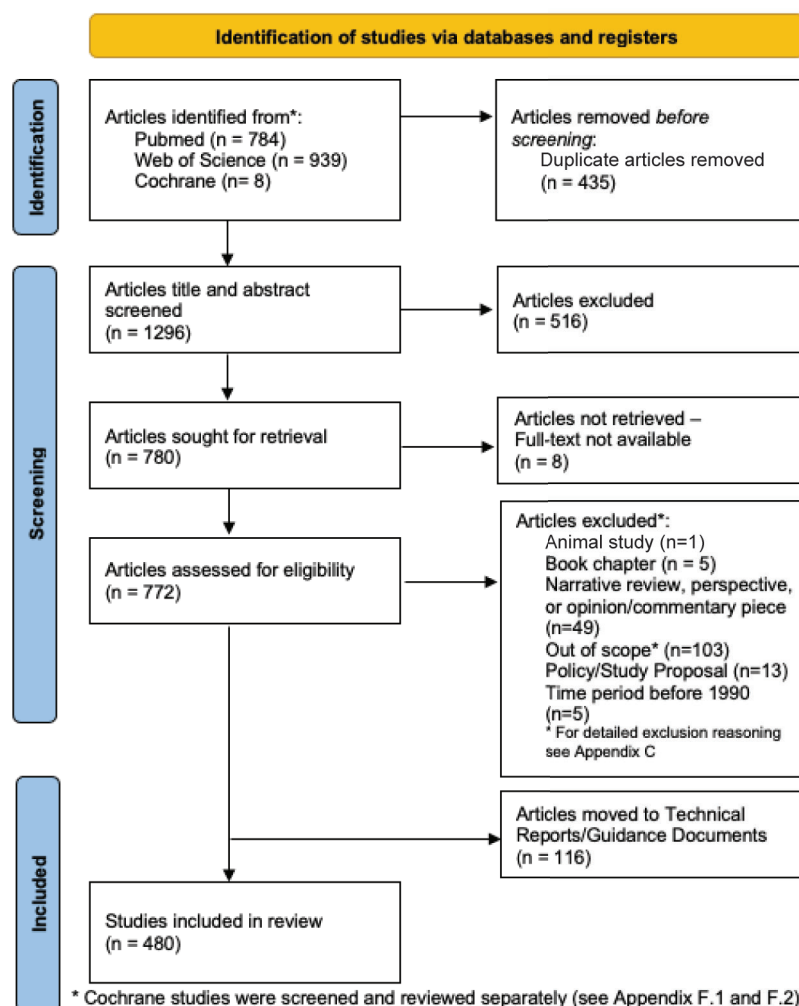 Identification of studies via databases and registers
Identification
Articles identified from*:
Pubmed (n = 784)
Web of Science (n = 939)
Cochrane (n= 8)
Articles removed before
screening:
Duplicate articles removed
(n = 435)
Screening
Articles title and abstract
screened
(n = 1296)
Articles excluded
(n = 516)
Articles sought for retrieval
(n = 780)
Articles not retrieved –
Full-text not available
(n = 8)
Articles assessed for eligibility
(n = 772)
Articles excluded*:
Animal study (n=1)
Book chapter (n = 5)
Narrative review, perspective,
or opinion/commentary piece
(n=49)
Out of scope* (n=103)
Policy/Study Proposal (n=13)
Time period before 1990
(n=5)
* For detailed exclusion reasoning
see Appendix C
Included
Articles moved to Technical
Reports/Guidance Documents
(n = 116)
Studies included in review
(n = 480)
* Cochrane studies were screened and reviewed separately (see Appendix F.1 and F.2)